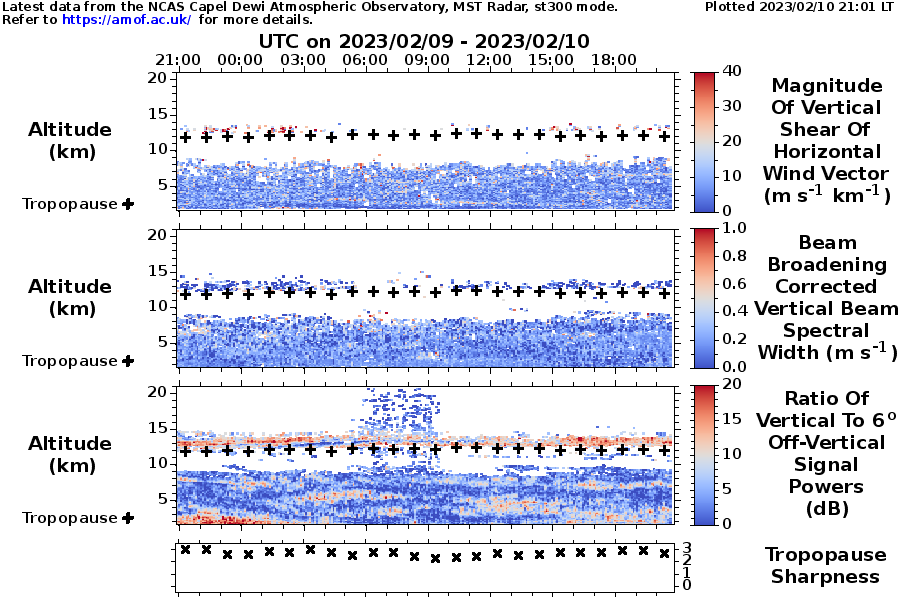 Latest data from the NCAS Capel Dewi Atmospheric Observatory, MST Radar, st300 mode.
Plotted 2023/02/10 21:01 LT
Refer to https://amof.ac.uk/ for more details.
UTC on 2023/02/09 - 2023/02/10
21:00 00:00 03:00 06:00 09:00 12:00 15:00 18:00
20
15
10
5
Altitude
(km)
Tropopause
40
30
20
10
0
Magnitude
Of Vertical
Shear Of
Horizontal
Wind Vector
(m s-1 km-1)
20
15
10
5
Altitude
(km)
Tropopause
1.0
0.8
0.6
0.4
0.2
0.0
Beam
Broadening
Corrected
Vertical Beam
Spectral
Width (m s-1)
20
15
10
5
Altitude
(km)
Tropopause
20
15
10
5
0
Ratio Of
Vertical To 6o
Off-Vertical
Signal
Powers
(dB)
3
2
1
0
Tropopause
Sharpness